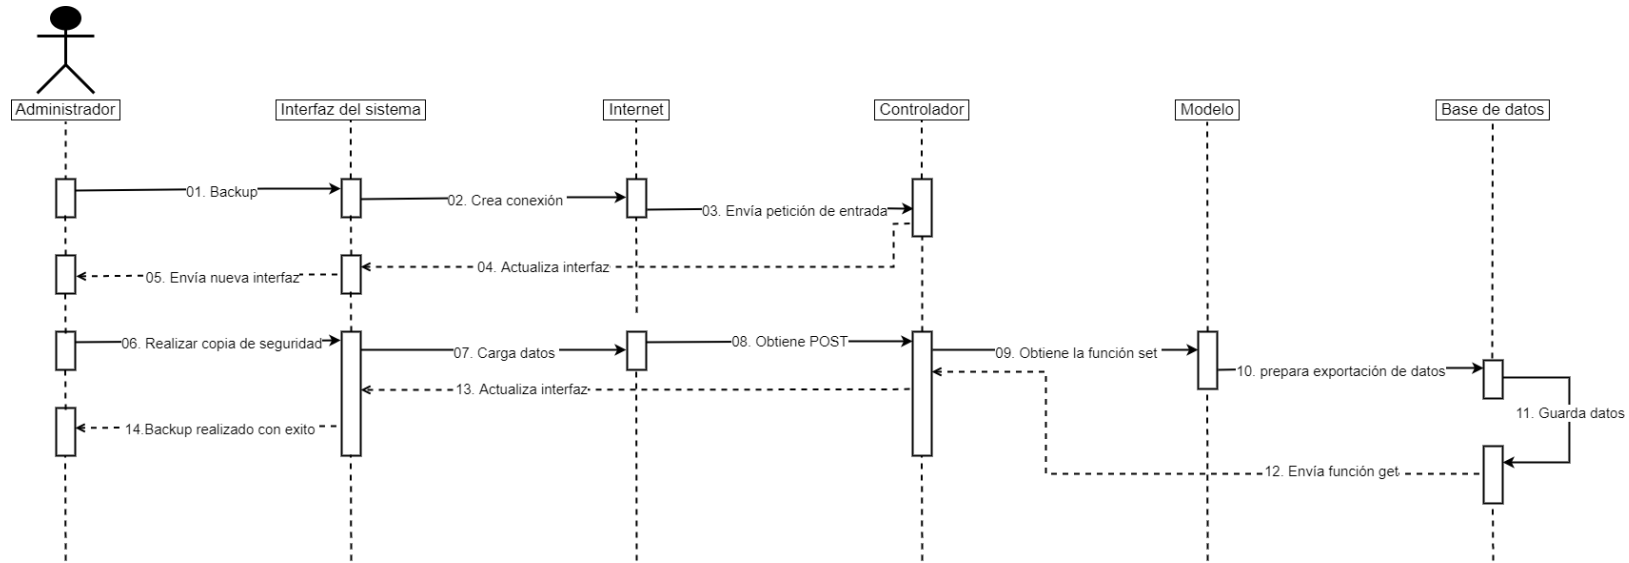 Administrador
Interfaz del sistema
Internet
Controlador
Modelo
Base de datos
01. Backup
02. Crea conexión
03. Envía petición de entrada
04. Actualiza interfaz
05. Envía nueva interfaz
06. Realizar copia de seguridad
07. Carga datos
08. Obtiene POST
09. Obtiene la función set
10. prepara exportación de datos
11. Guarda datos
12. Envía función get
13. Actualiza interfaz
14.Backup realizado con exito